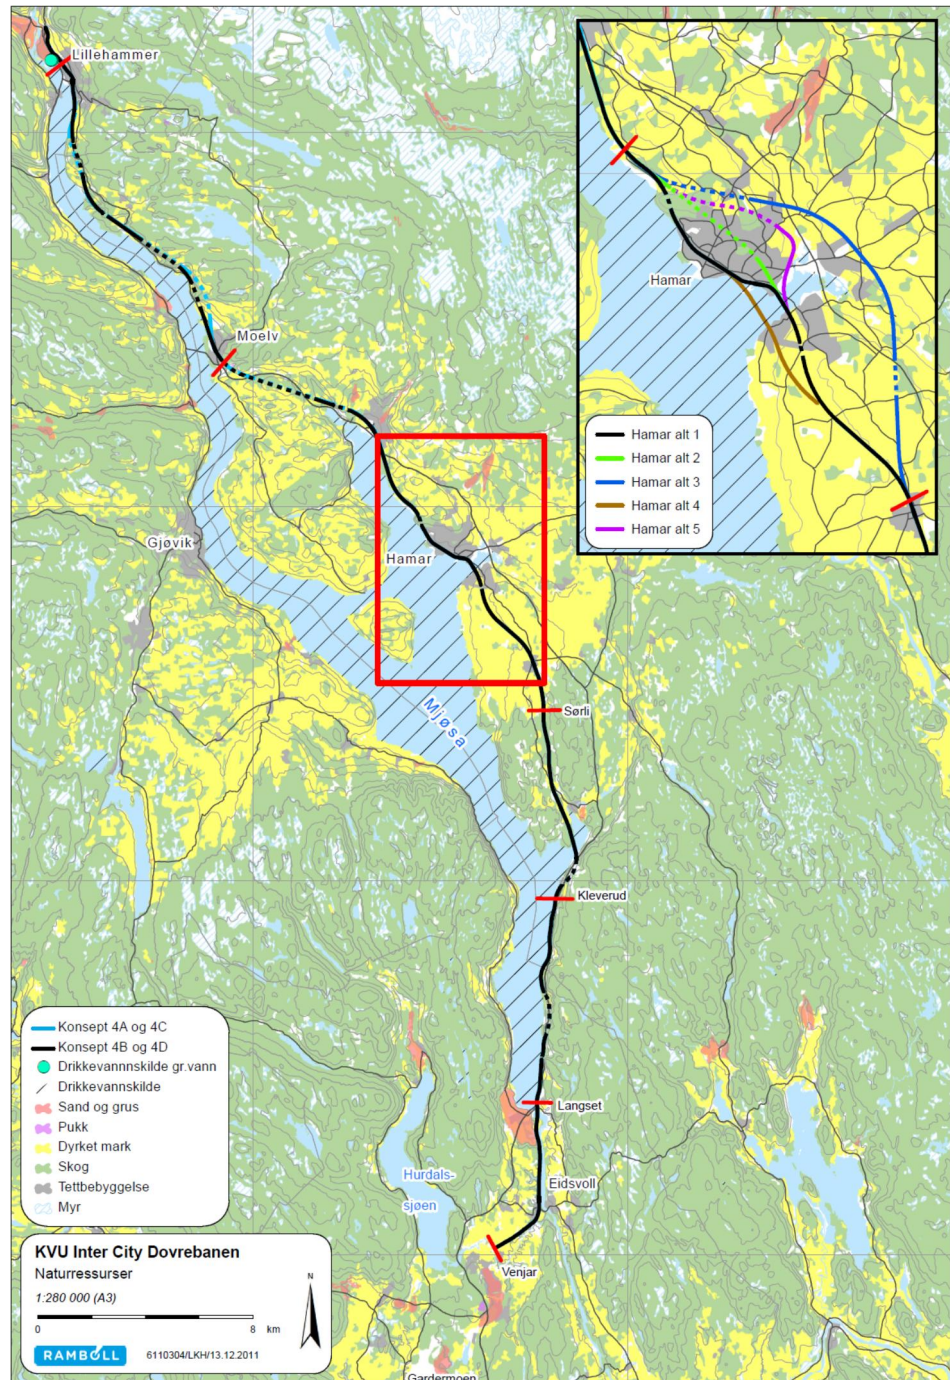 Lillehammer
Moelv
Gjøvik
Hamar
Mjøsa
Sørli
Kleverud
Langset
Eidsvoll
Hurdals-
sjøen
Venjar
Gardermoen
Hamar
Hamar alt 1
Hamar alt 2
Hamar alt 3
Hamar alt 4
Hamar alt 5
Konsept 4A og 4C
Konsept 4B og 4D
Drikkevannnskilde gr.vann
Drikkevannskilde
Sand og grus
Pukk
Dyrket mark
Skog
Tettbebyggelse
Myr
KVU Inter City Dovrebanen
Naturressurser
1:280 000 (A3)
0 8 km
N
RAMBOLL 6110304/LKH/13.12.2011